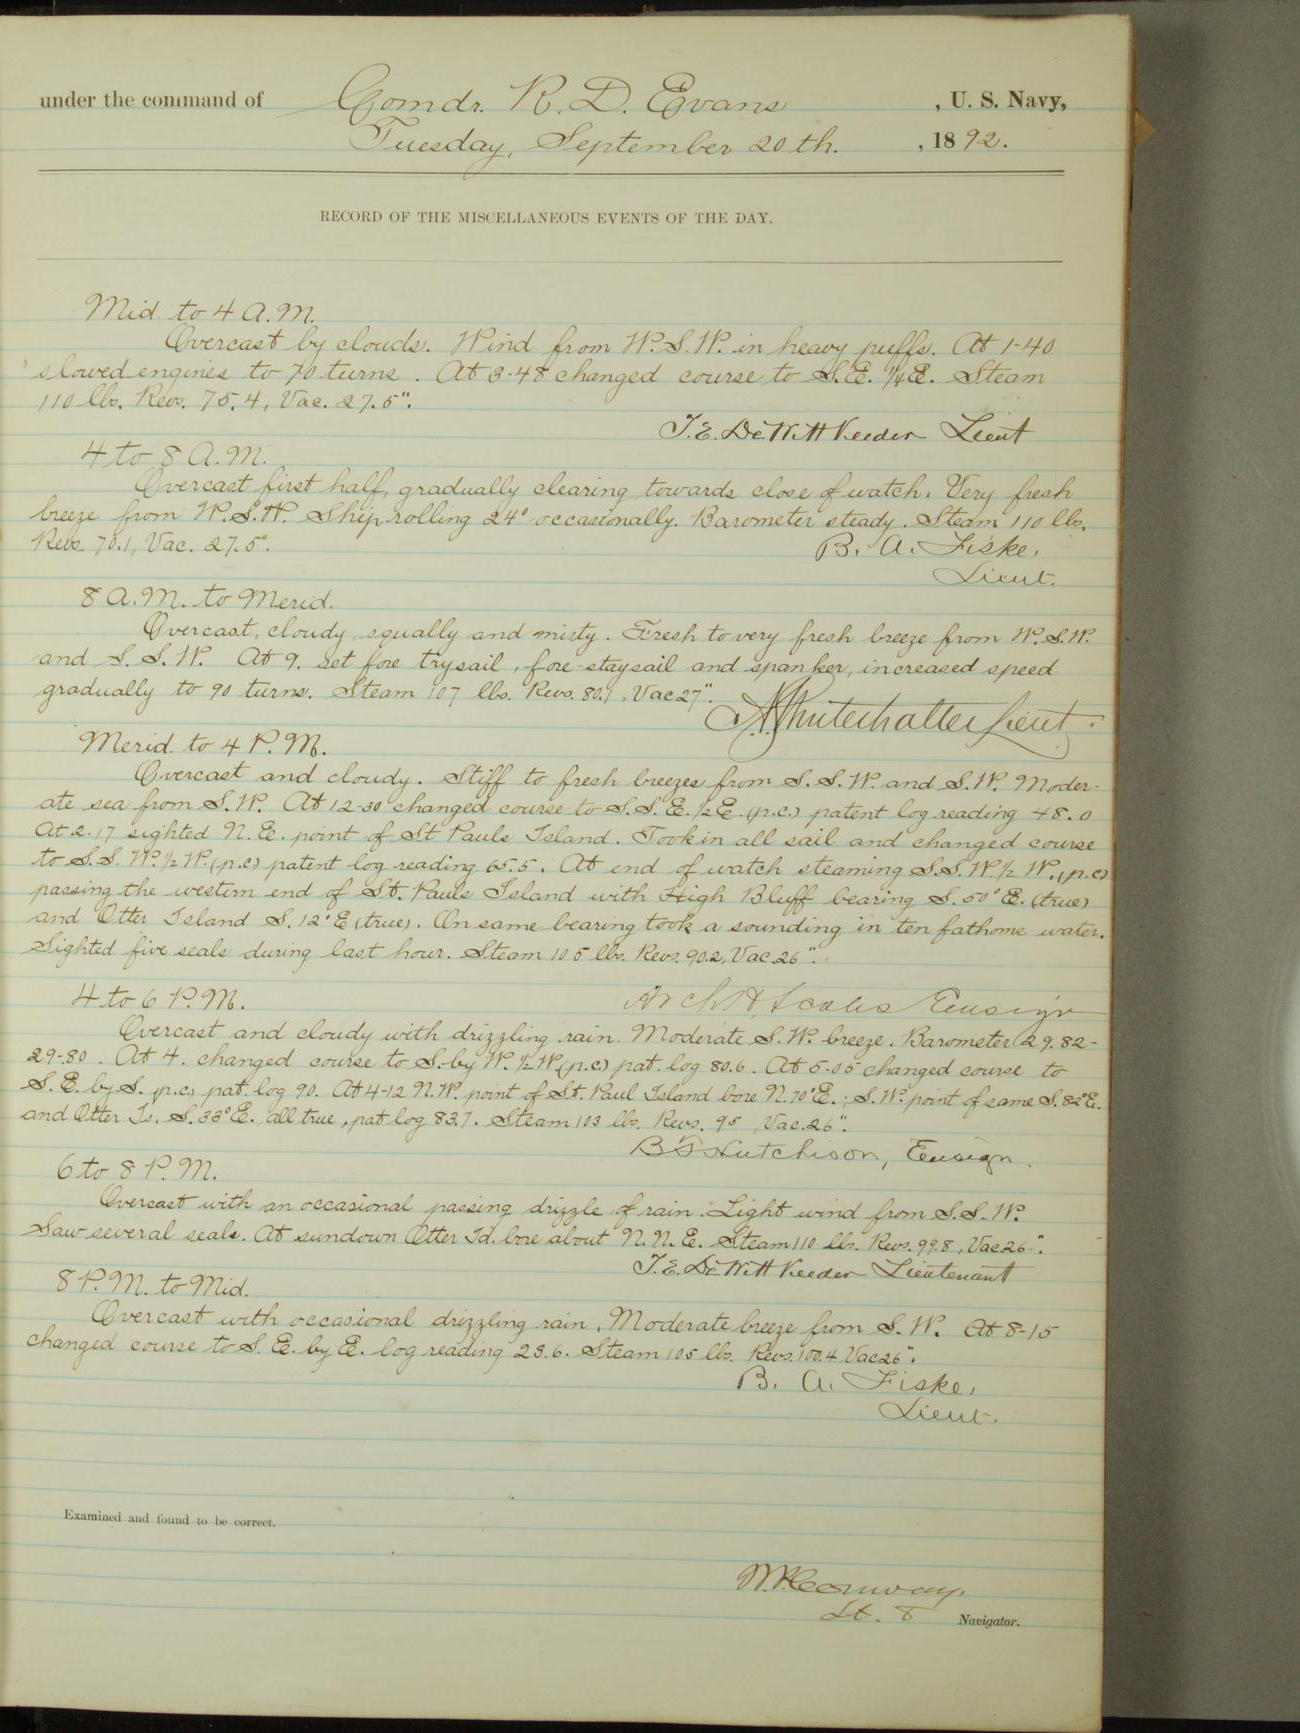 under the command of Comdr. R. D. Evans, U. S. Navy,
Tuesday, September 20th. , 1892.
RECORD OF THE MISCELLANEOUS EVENTS OF THE DAY.
Mid. to 4 A.M.
Overcast by clouds. Wind from W.S.W. in heavy puffs. At 1-40
slowed engines to 70 turns. At 3-48 changed course to S.E. 1/4 E. Steam
110 lbs. Revs. 75.4, Vac. 27.5".
T.E. DeWitt Veeder Lieut
4 to 8 A.M.
Overcast first half, gradually clearing towards close of watch. Very fresh
breeze from W.S.W. Ship rolling 24° occasionally. Barometer steady. Steam 110 lbs.
Revs. 70.1, Vac. 27.5".
B. A. Fiske,
Lieut.
8 A.M. to Merid.
Overcast, cloudy, squally and misty. Fresh to very fresh breeze from W.S.W.
and S.S.W. At 9. set fore trysail, fore-staysail and spanker, increased speed
gradually to 90 turns. Steam 107 lbs. Revs. 80.1, Vac 27".
Lieut.
Merid. to 4 P.M.
Overcast and cloudy. Stiff to fresh breezes from S.S.W. and S.W. Moder-
ate sea from S.W. At 12-30 changed course to S.S.E. 1/2 E. (p.c.) patent log reading 48.0
At 2-17 sighted N.E. point of St Pauls Island. Took in all sail and changed course
to S.S.W. 1/2 W. (p.c) patent log reading 65.5. At end of watch steaming S.S.W. 1/2 W. (p.c)
passing the western end of St. Pauls Island with High Bluff bearing S. 50° E. (true)
and Otter Island S. 12° E (true). On same bearing took a sounding in ten fathoms water.
Sighted five seals during last hour. Steam 105 lbs. Revs. 90.2, Vac. 26".
4 to 6 P.M.
Arch H. Scales Ensign
Overcast and cloudy with drizzling rain. Moderate S.W. breeze. Barometer 29.82-
29-80. At 4. changed course to S. by W. 1/2 W. (p.c) pat. log 80.6. At 5-05 changed course to
S.E. by S. (p.c) pat. log 90. At 4-12 N.W. point of St. Paul Island bore N. 70° E.; S.W. point of same S. 82° E.
and Otter Is. S. 33° E. all true, pat log 83.7. Steam 103 lbs. Revs. 95, Vac. 26".
B F Hutchison, Ensign.
6 to 8 P.M.
Overcast with an occasional passing drizzle of rain. Light wind from S.S.W.
Saw several seals. At sundown Otter Id. bore about N.N.E. Steam 110 lbs. Revs. 99.8, Vac 26".
T.E. DeWitt Veeder Lieutenant
8 P.M. to Mid.
Overcast with occasional drizzling rain. Moderate breeze from S.W. At 8-15
changed course to S.E. by E. log reading 23.6. Steam 105 lbs. Revs. 100.4, Vac 26".
B. A. Fiske,
Lieut.
Examined and found to be correct.
Conway,
Lt. & Navigator.